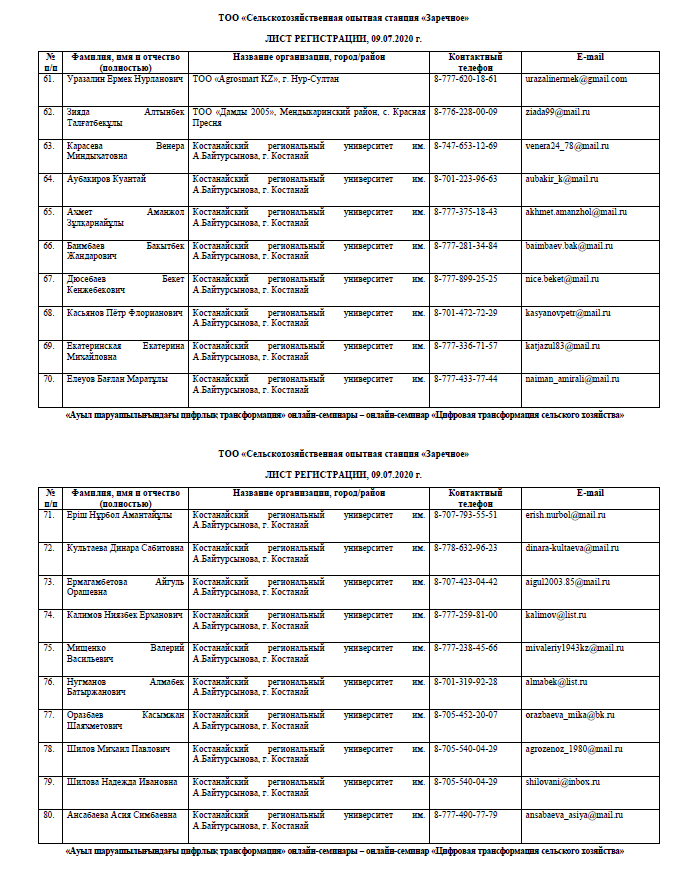 ТОО «Сельскохозяйственная опытная станция «Заречное»
ЛИСТ РЕГИСТРАЦИИ, 09.07.2020 г.
№ п/п Фамилия, имя и отчество (полностью) Название организации, город/район Контактный телефон E-mail
61. Уразалин Ермек Нурланович ТОО «Agrosmart KZ», г. Нур-Султан 8-777-620-18-61 urazalinermek@gmail.com
62. Зияда Алтынбек Талғатбекұлы ТОО «Дамды 2005», Мендыкаринский район, с. Красная Пресня 8-776-228-00-09 ziada99@mail.ru
63. Карасева Венера Миндыхатовна Костанайский региональный университет им. А.Байтурсынова, г. Костанай 8-747-653-12-69 venera24_78@mail.ru
64. Аубакиров Куантай Костанайский региональный университет им. А.Байтурсынова, г. Костанай 8-701-223-96-63 aubakir_k@mail.ru
65. Ахмет Аманжол Зұлқарнайұлы Костанайский региональный университет им. А.Байтурсынова, г. Костанай 8-777-375-18-43 akhmet.amanzhol@mail.ru
66. Баимбаев Бакытбек Жандарович Костанайский региональный университет им. А.Байтурсынова, г. Костанай 8-777-281-34-84 baimbaev.bak@mail.ru
67. Дюсебаев Бекет Кенжебекович Костанайский региональный университет им. А.Байтурсынова, г. Костанай 8-777-899-25-25 nice.beket@mail.ru
68. Касьянов Пётр Флорианович Костанайский региональный университет им. А.Байтурсынова, г. Костанай 8-701-472-72-29 kasyanovpetr@mail.ru
69. Екатеринская Екатерина Михайловна Костанайский региональный университет им. А.Байтурсынова, г. Костанай 8-777-336-71-57 katjazul83@mail.ru
70. Елеуов Бағлан Маратұлы Костанайский региональный университет им. А.Байтурсынова, г. Костанай 8-777-433-77-44 naiman_amirali@mail.ru
«Ауыл шаруашылығындағы цифрлық трансформация» онлайн-семинары – онлайн-семинар «Цифровая трансформация сельского хозяйства»
ТОО «Сельскохозяйственная опытная станция «Заречное»
ЛИСТ РЕГИСТРАЦИИ, 09.07.2020 г.
№ п/п Фамилия, имя и отчество (полностью) Название организации, город/район Контактный телефон E-mail
71. Еріш Нұрбол Амантайұлы Костанайский региональный университет им. А.Байтурсынова, г. Костанай 8-707-793-55-51 erish.nurbol@mail.ru
72. Культаева Динара Сабитовна Костанайский региональный университет им. А.Байтурсынова, г. Костанай 8-778-632-96-23 dinara-kultaeva@mail.ru
73. Ермагамбетова Айгуль Орашевна Костанайский региональный университет им. А.Байтурсынова, г. Костанай 8-707-423-04-42 aigul2003.85@mail.ru
74. Калимов Ниязбек Ерханович Костанайский региональный университет им. А.Байтурсынова, г. Костанай 8-777-259-81-00 kalimov@list.ru
75. Мищенко Валерий Васильевич Костанайский региональный университет им. А.Байтурсынова, г. Костанай 8-777-238-45-66 mivaleriy1943kz@mail.ru
76. Нугманов Алмабек Батыржанович Костанайский региональный университет им. А.Байтурсынова, г. Костанай 8-701-319-92-28 almabek@list.ru
77. Оразбаев Касымжан Шаяхметович Костанайский региональный университет им. А.Байтурсынова, г. Костанай 8-705-452-20-07 orazbaeva_mika@bk.ru
78. Шилов Михаил Павлович Костанайский региональный университет им. А.Байтурсынова, г. Костанай 8-705-540-04-29 agrozenoz_1980@mail.ru
79. Шилова Надежда Ивановна Костанайский региональный университет им. А.Байтурсынова, г. Костанай 8-705-540-04-29 shilovani@inbox.ru
80. Ансабаева Асия Симбаевна Костанайский региональный университет им. А.Байтурсынова, г. Костанай 8-777-490-77-79 ansabaeva_asiya@mail.ru
«Ауыл шаруашылығындағы цифрлық трансформация» онлайн-семинары – онлайн-семинар «Цифровая трансформация сельского хозяйства»